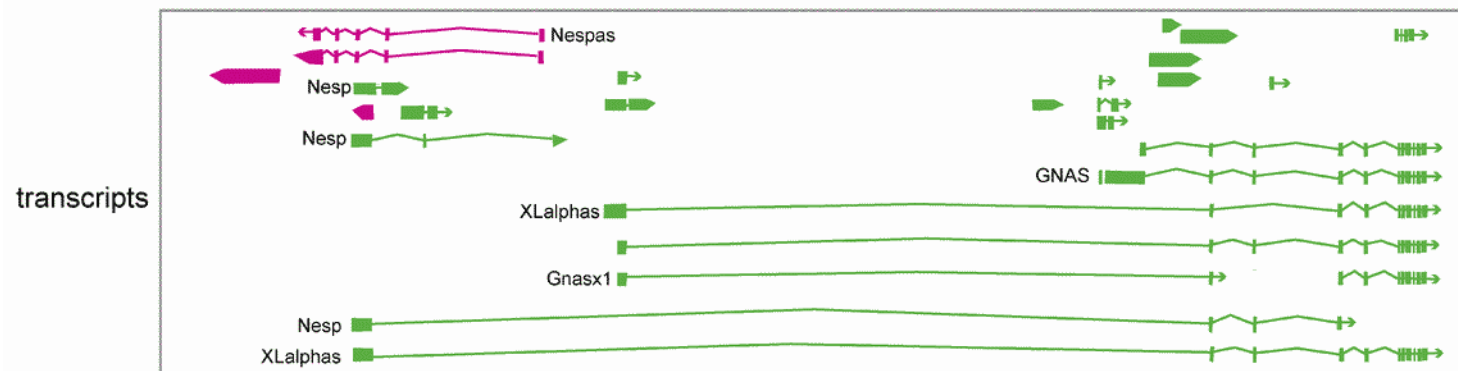 Nespas
Nesp
Nesp
transcripts
GNAS
XLalphas
Gnasx1
Nesp
XLalphas